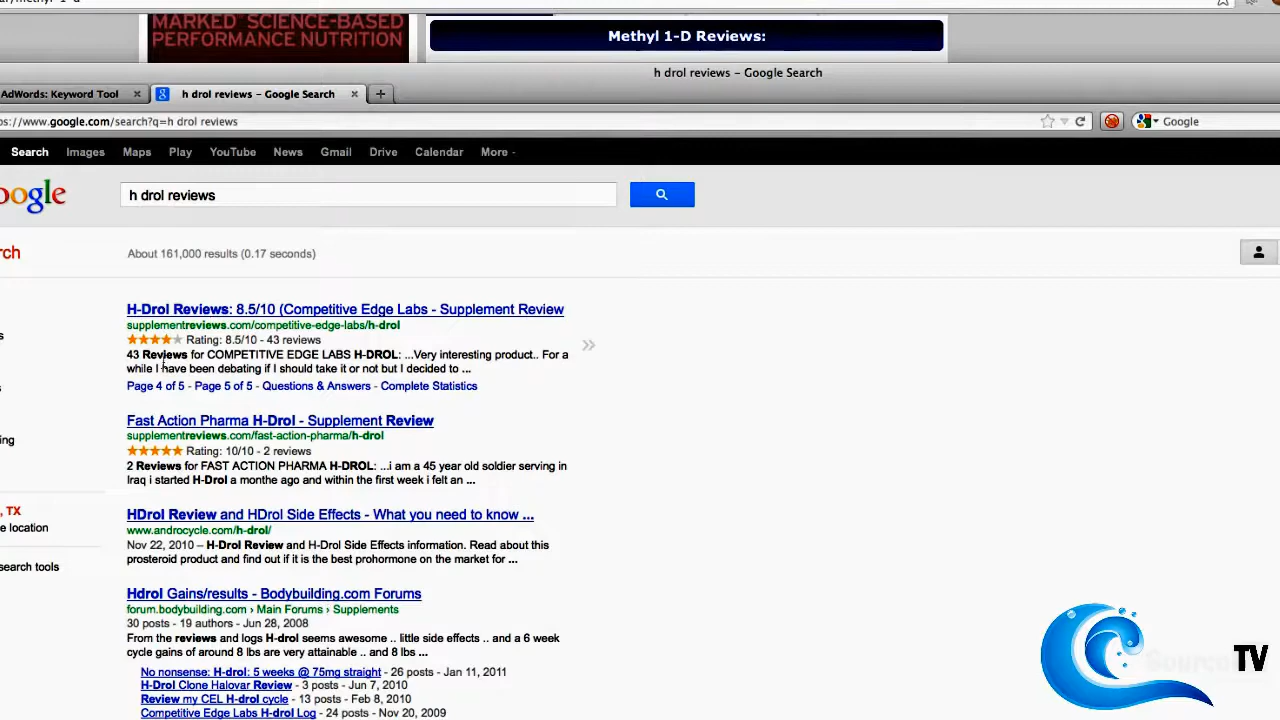 MARKED SCIENCE-BASED
PERFORMANCE NUTRITION
Methyl 1-D Reviews:
h drol reviews – Google Search
AdWords: Keyword Tool
h drol reviews – Google Search
ps://www.google.com/search?q=h drol reviews
Google
Search Images Maps Play YouTube News Gmail Drive Calendar More
oogle
h drol reviews
rch
About 161,000 results (0.17 seconds)
H-Drol Reviews: 8.5/10 (Competitive Edge Labs - Supplement Review
supplementreviews.com/competitive-edge-labs/h-drol
Rating: 8.5/10 - 43 reviews
43 Reviews for COMPETITIVE EDGE LABS H-DROL: ...Very interesting product.. For a
while I have been debating if I should take it or not but I decided to ...
Page 4 of 5 - Page 5 of 5 - Questions & Answers - Complete Statistics
Fast Action Pharma H-Drol - Supplement Review
supplementreviews.com/fast-action-pharma/h-drol
Rating: 10/10 - 2 reviews
2 Reviews for FAST ACTION PHARMA H-DROL: ...i am a 45 year old soldier serving in
Iraq i started H-Drol a monthe ago and within the first week i felt an ...
HDrol Review and HDrol Side Effects - What you need to know ...
www.androcycle.com/h-drol/
Nov 22, 2010 – H-Drol Review and H-Drol Side Effects information. Read about this
prosteroid product and find out if it is the best prohormone on the market for ...
Hdrol Gains/results - Bodybuilding.com Forums
forum.bodybuilding.com › Main Forums › Supplements
30 posts - 19 authors - Jun 28, 2008
From the reviews and logs H-drol seems awesome .. little side effects .. and a 6 week
cycle gains of around 8 lbs are very attainable .. and 8 lbs ...
No nonsense: H-drol: 5 weeks @ 75mg straight - 26 posts - Jan 11, 2011
H-Drol Clone Halovar Review - 3 posts - Jun 7, 2010
Review my CEL H-drol cycle - 13 posts - Feb 8, 2010
Competitive Edge Labs H-drol Log - 24 posts - Nov 20, 2009
s
s
ing
, TX
e location
search tools
Source TV